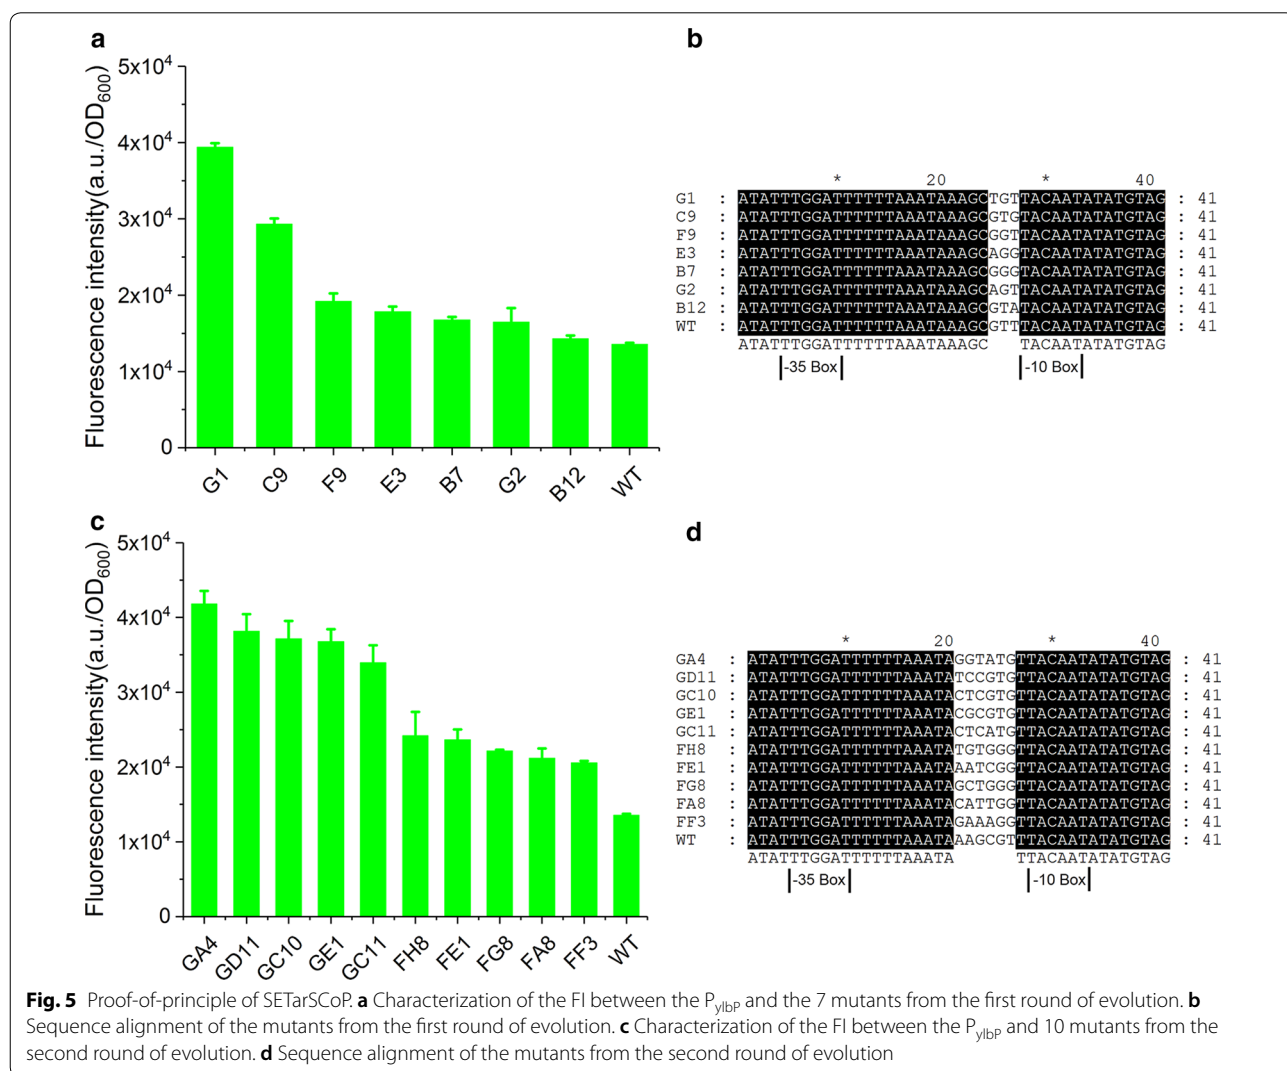 a
Fluorescence intensity(a.u./OD600)
5x10^4
4x10^4
3x10^4
2x10^4
1x10^4
0
G1 C9 F9 E3 B7 G2 B12 WT
b
* 20 * 40
G1 : ATATTTGGATTTTTTAAATAAAGCTGTTACAATATATGTAG : 41
C9 : ATATTTGGATTTTTTAAATAAAGCGTGTACAATATATGTAG : 41
F9 : ATATTTGGATTTTTTAAATAAAGCGGTTACAATATATGTAG : 41
E3 : ATATTTGGATTTTTTAAATAAAGCAGGTACAATATATGTAG : 41
B7 : ATATTTGGATTTTTTAAATAAAGCGGGTACAATATATGTAG : 41
G2 : ATATTTGGATTTTTTAAATAAAGCAGTTACAATATATGTAG : 41
B12 : ATATTTGGATTTTTTAAATAAAGCGTATACAATATATGTAG : 41
WT : ATATTTGGATTTTTTAAATAAAGCGTTTACAATATATGTAG : 41
ATATTTGGATTTTTTAAATAAAGC TACAATATATGTAG
-35 Box -10 Box
c
Fluorescence intensity(a.u./OD600)
5x10^4
4x10^4
3x10^4
2x10^4
1x10^4
0
GA4 GD11 GC10 GE1 GC11 FH8 FE1 FG8 FA8 FF3 WT
d
* 20 * 40
GA4 : ATATTTGGATTTTTTAAATAGGTATGTTACAATATATGTAG : 41
GD11 : ATATTTGGATTTTTTAAATATCCGTGTTACAATATATGTAG : 41
GC10 : ATATTTGGATTTTTTAAATACTCGTGTTACAATATATGTAG : 41
GE1 : ATATTTGGATTTTTTAAATACGCGTGTTACAATATATGTAG : 41
GC11 : ATATTTGGATTTTTTAAATACTCATGTTACAATATATGTAG : 41
FH8 : ATATTTGGATTTTTTAAATATGTGGGTTACAATATATGTAG : 41
FE1 : ATATTTGGATTTTTTAAATAAATCGGTTACAATATATGTAG : 41
FG8 : ATATTTGGATTTTTTAAATAGCTGGGTTACAATATATGTAG : 41
FA8 : ATATTTGGATTTTTTAAATACATTGGTTACAATATATGTAG : 41
FF3 : ATATTTGGATTTTTTAAATAGAAAGGTTACAATATATGTAG : 41
WT : ATATTTGGATTTTTTAAATAAAGCGTTTACAATATATGTAG : 41
ATATTTGGATTTTTTAAATA TTACAATATATGTAG
-35 Box -10 Box
Fig. 5 Proof-of-principle of SETarSCoP. a Characterization of the FI between the PylbP and the 7 mutants from the first round of evolution. b
Sequence alignment of the mutants from the first round of evolution. c Characterization of the FI between the PylbP and 10 mutants from the
second round of evolution. d Sequence alignment of the mutants from the second round of evolution